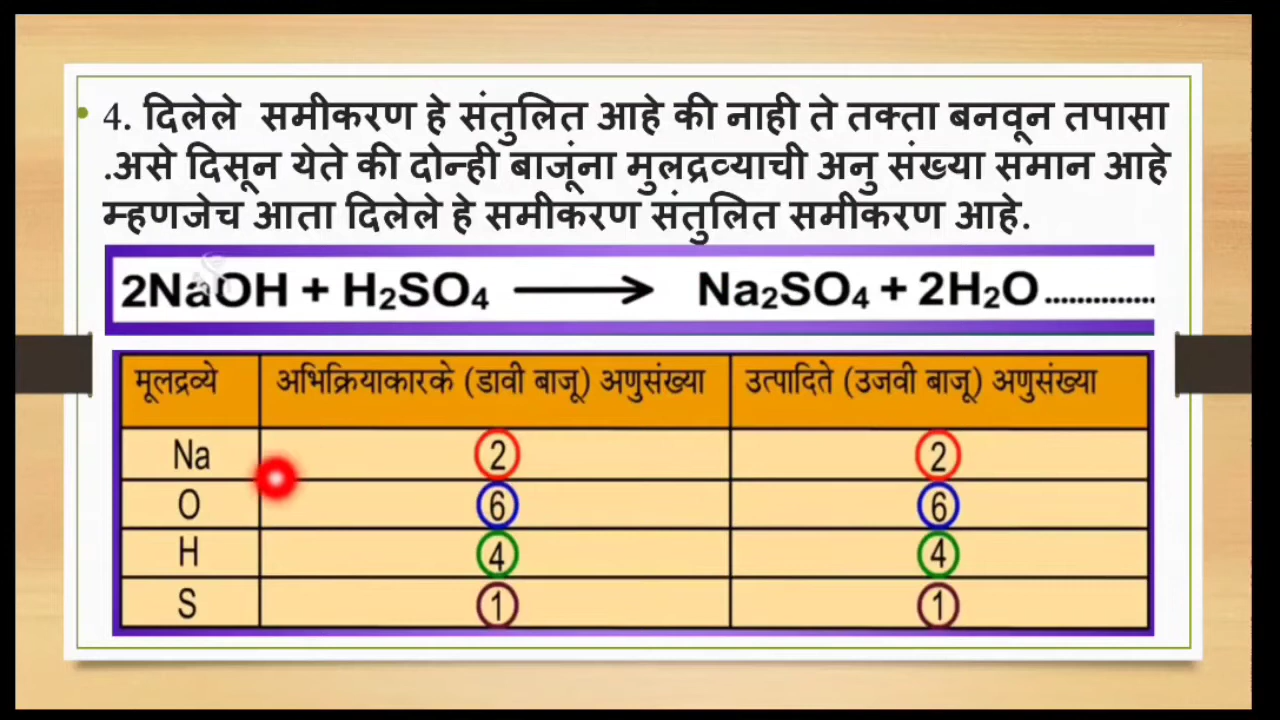 4. दिलेले समीकरण हे संतुलित आहे की नाही ते तक्ता बनवून तपासा
.असे दिसून येते की दोन्ही बाजूंना मुलद्रव्याची अनु संख्या समान आहे
म्हणजेच आता दिलेले हे समीकरण संतुलित समीकरण आहे.
2NaOH + H₂SO₄ ⟶ Na₂SO₄ + 2H₂O...............
मूलद्रव्ये अभिक्रियाकारके (डावी बाजू) अणुसंख्या उत्पादिते (उजवी बाजू) अणुसंख्या
Na 2 2
O 6 6
H 4 4
S 1 1